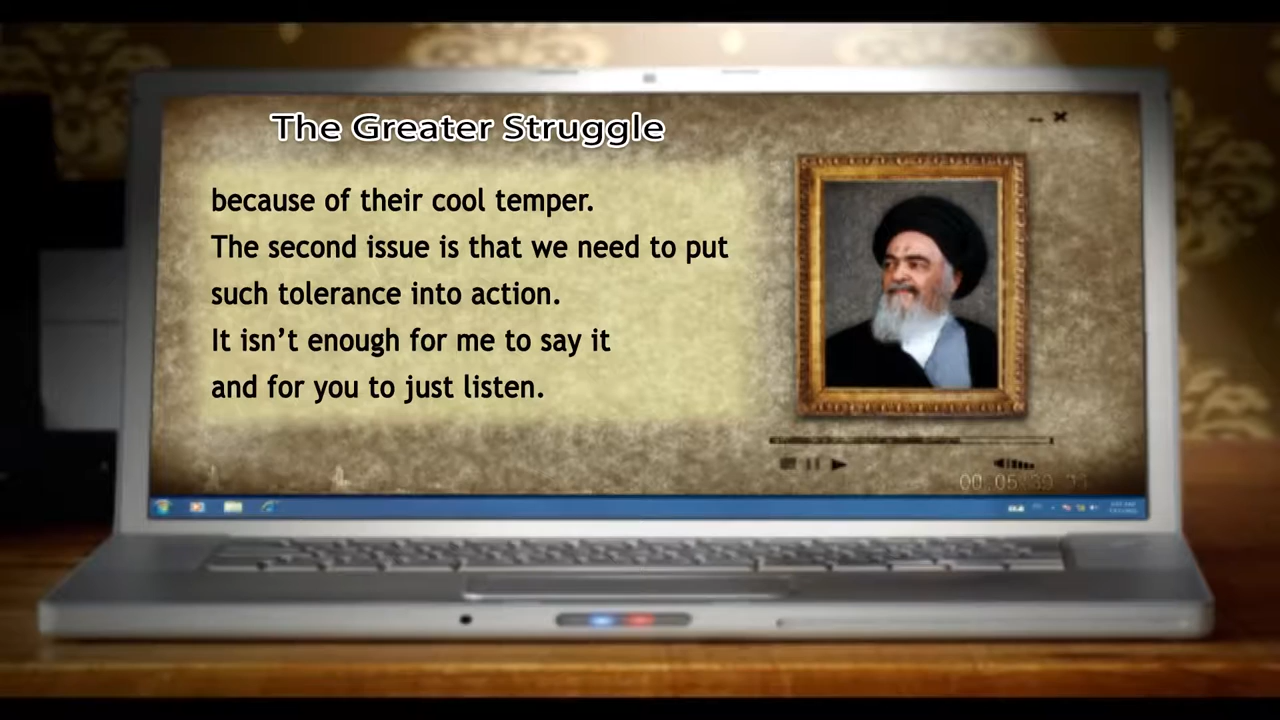 The Greater Struggle
because of their cool temper.
The second issue is that we need to put
such tolerance into action.
It isn’t enough for me to say it
and for you to just listen.